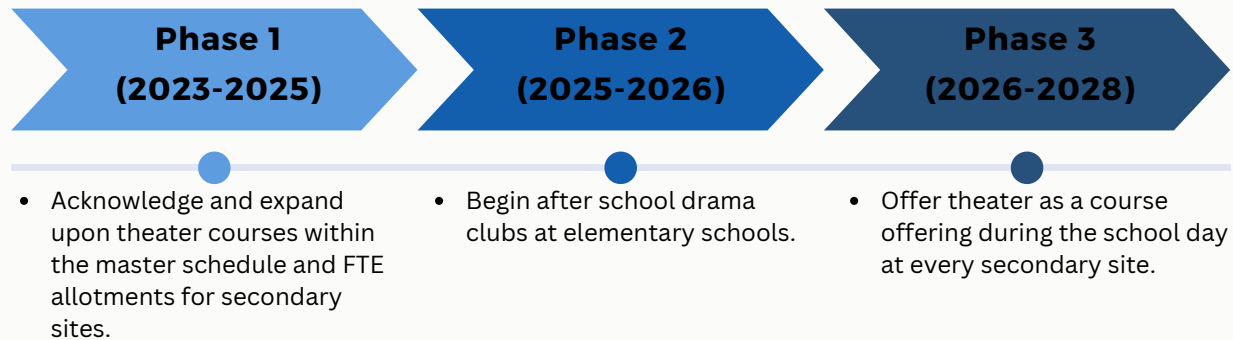 Phase 1
(2023-2025)
Phase 2
(2025-2026)
Phase 3
(2026-2028)
• Acknowledge and expand
upon theater courses within
the master schedule and FTE
allotments for secondary
sites.
• Begin after school drama
clubs at elementary schools.
• Offer theater as a course
offering during the school day
at every secondary site.